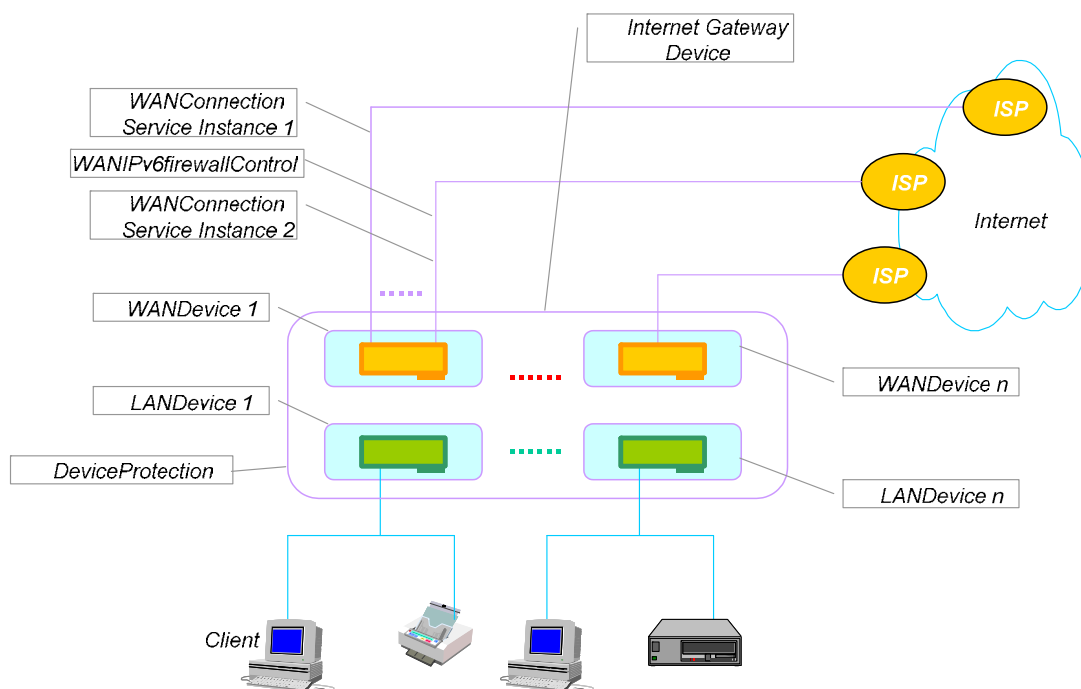 Internet Gateway
Device
WANConnection
Service Instance 1
ISP
WANIPv6firewallControl
ISP
WANConnection
Service Instance 2
Internet
ISP
WANDevice 1
WANDevice n
LANDevice 1
DeviceProtection
LANDevice n
Client